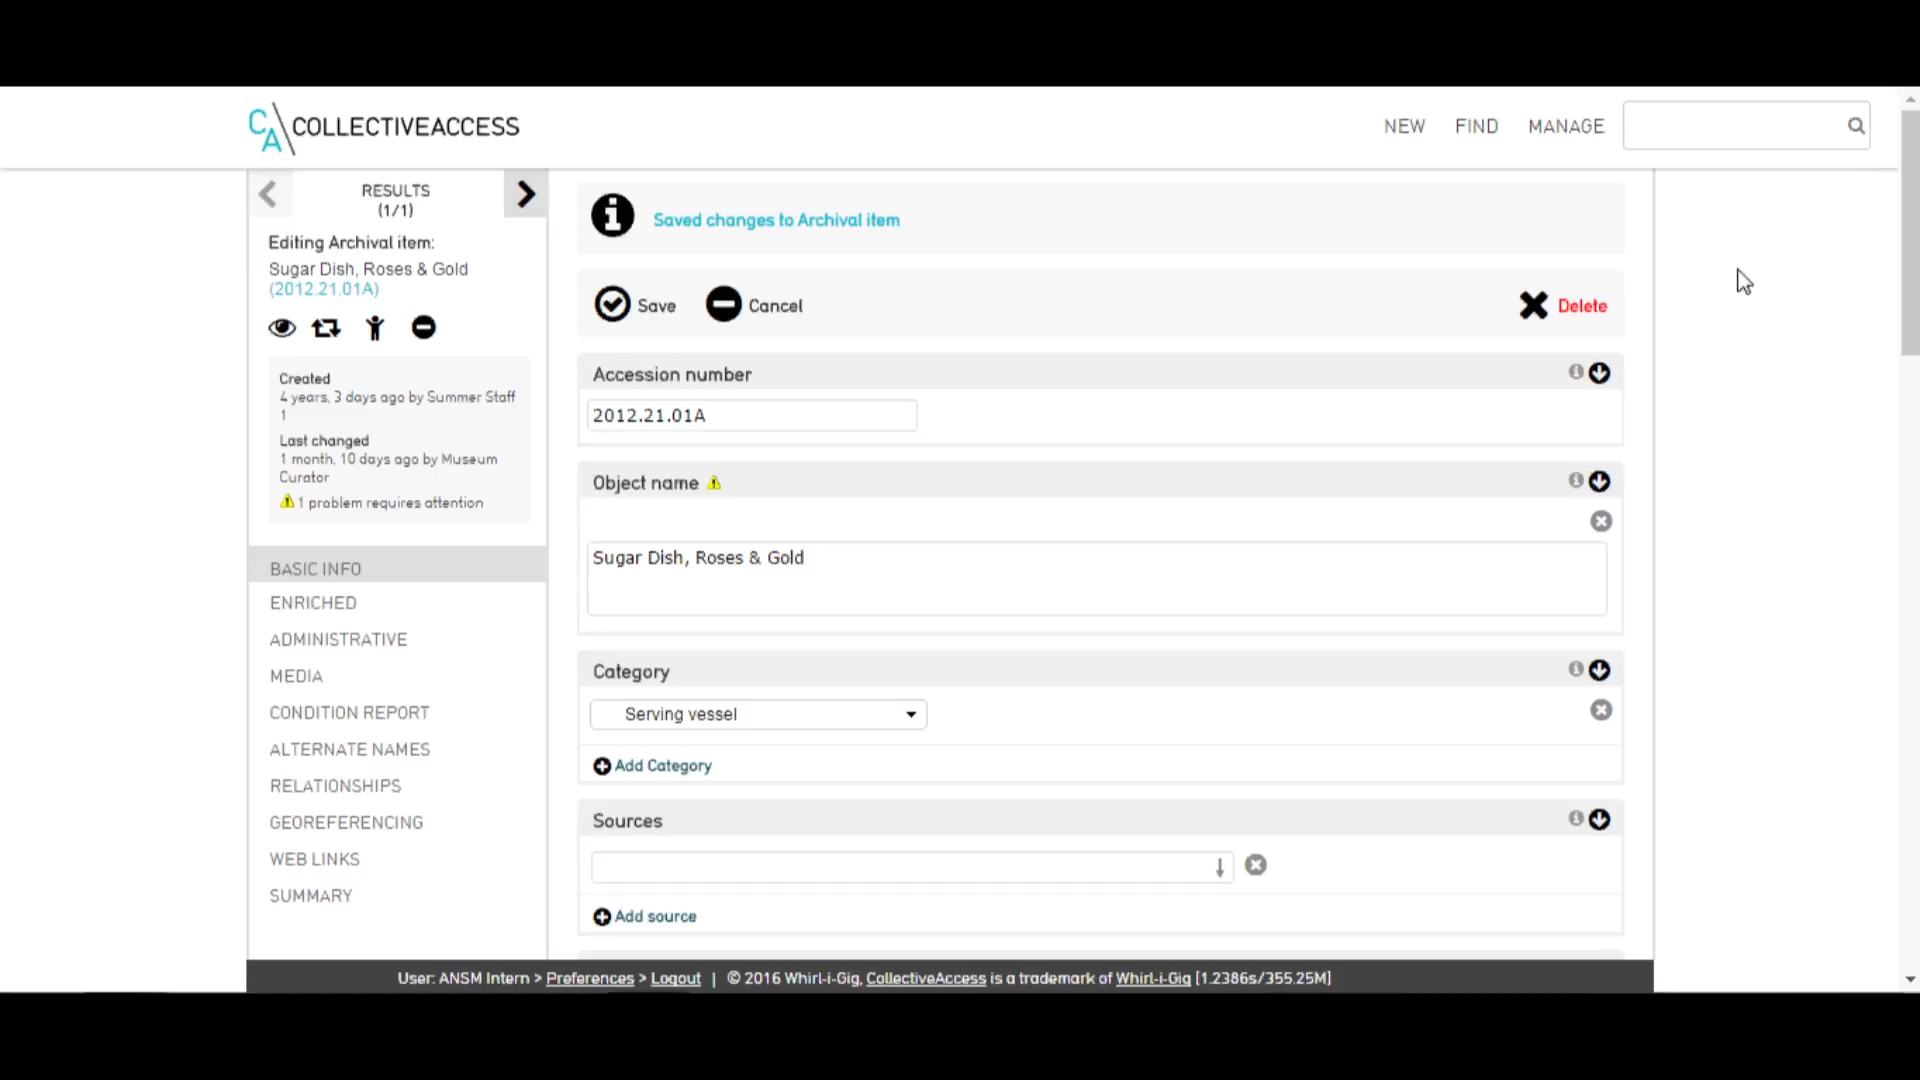 CA COLLECTIVEACCESS
NEW FIND MANAGE
RESULTS
(1/1)
Editing Archival item:
Sugar Dish, Roses & Gold
(2012.21.01A)
Created
4 years, 3 days ago by Summer Staff
1
Last changed
1 month, 10 days ago by Museum
Curator
1 problem requires attention
BASIC INFO
ENRICHED
ADMINISTRATIVE
MEDIA
CONDITION REPORT
ALTERNATE NAMES
RELATIONSHIPS
GEOREFERENCING
WEB LINKS
SUMMARY
Saved changes to Archival item
Save Cancel Delete
Accession number
2012.21.01A
Object name
Sugar Dish, Roses & Gold
Category
Serving vessel
Add Category
Sources
Add source
User: ANSM Intern > Preferences > Logout | © 2016 Whirl-i-Gig, CollectiveAccess is a trademark of Whirl-i-Gig [1.2386s/355.25M]